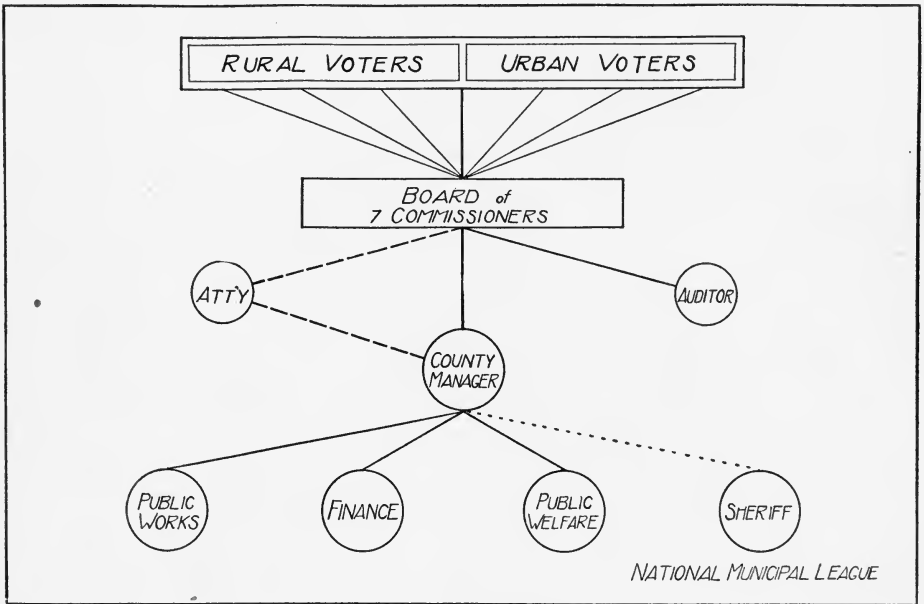 RURAL VOTERS
URBAN VOTERS
BOARD of
7 COMMISSIONERS
ATT'Y
AUDITOR
COUNTY
MANAGER
PUBLIC
WORKS
FINANCE
PUBLIC
WELFARE
SHERIFF
NATIONAL MUNICIPAL LEAGUE